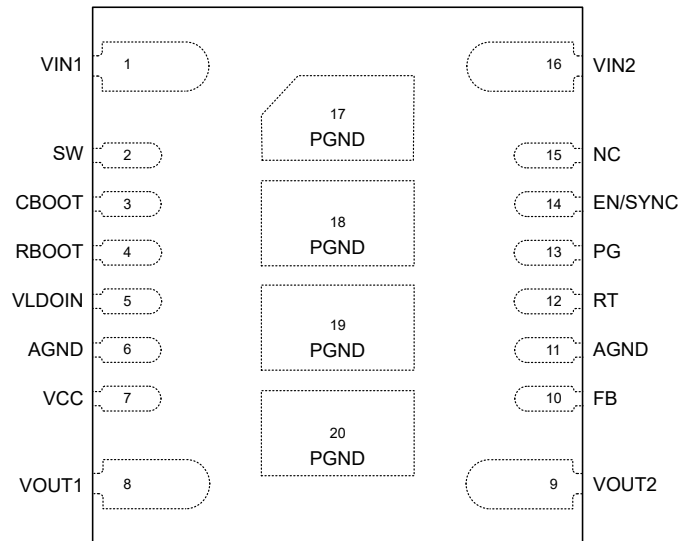 VIN1 1
16 VIN2
17
PGND
SW 2
15 NC
CBOOT 3
14 EN/SYNC
18
PGND
RBOOT 4
13 PG
VLDOIN 5
12 RT
19
PGND
AGND 6
11 AGND
VCC 7
10 FB
20
PGND
VOUT1 8
9 VOUT2